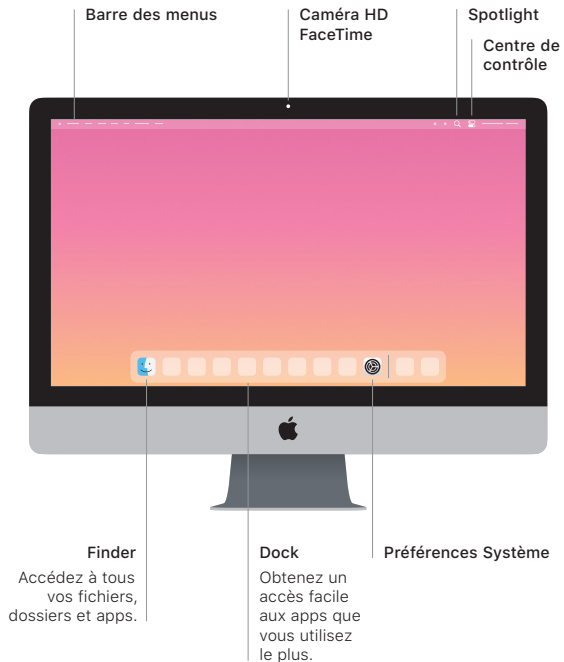 Barre des menus
Caméra HD
FaceTime
Spotlight
Centre de
contrôle
Finder
Accédez à tous
vos fichiers,
dossiers et apps.
Dock
Obtenez un
accès facile
aux apps que
vous utilisez
le plus.
Préférences Système